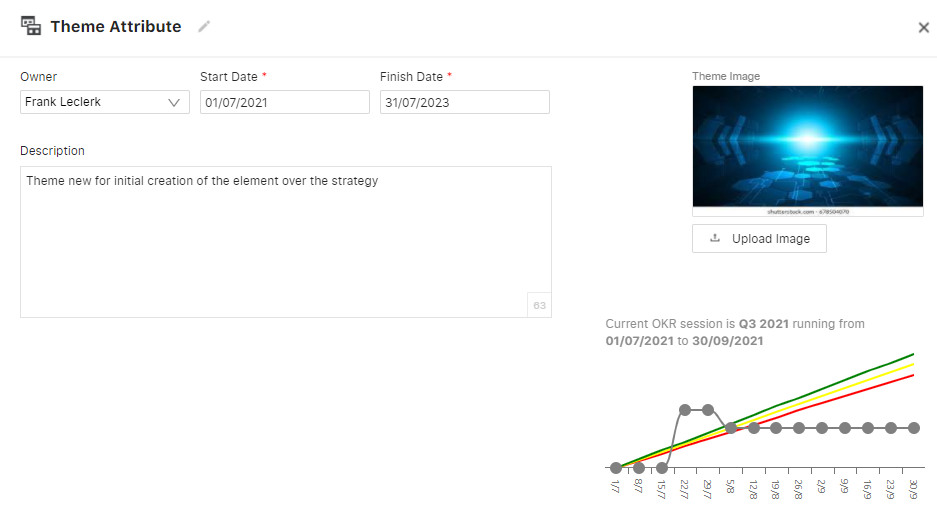 Theme Attribute
Owner
Start Date *
Finish Date *
Theme Image
Frank Leclerk
01/07/2021
31/07/2023
Description
Theme new for initial creation of the element over the strategy
shutterstock.com · 678504070
Upload Image
63
Current OKR session is Q3 2021 running from
01/07/2021 to 30/09/2021
1/7
8/7
15/7
22/7
29/7
5/8
12/8
19/8
26/8
2/9
9/9
16/9
23/9
30/9